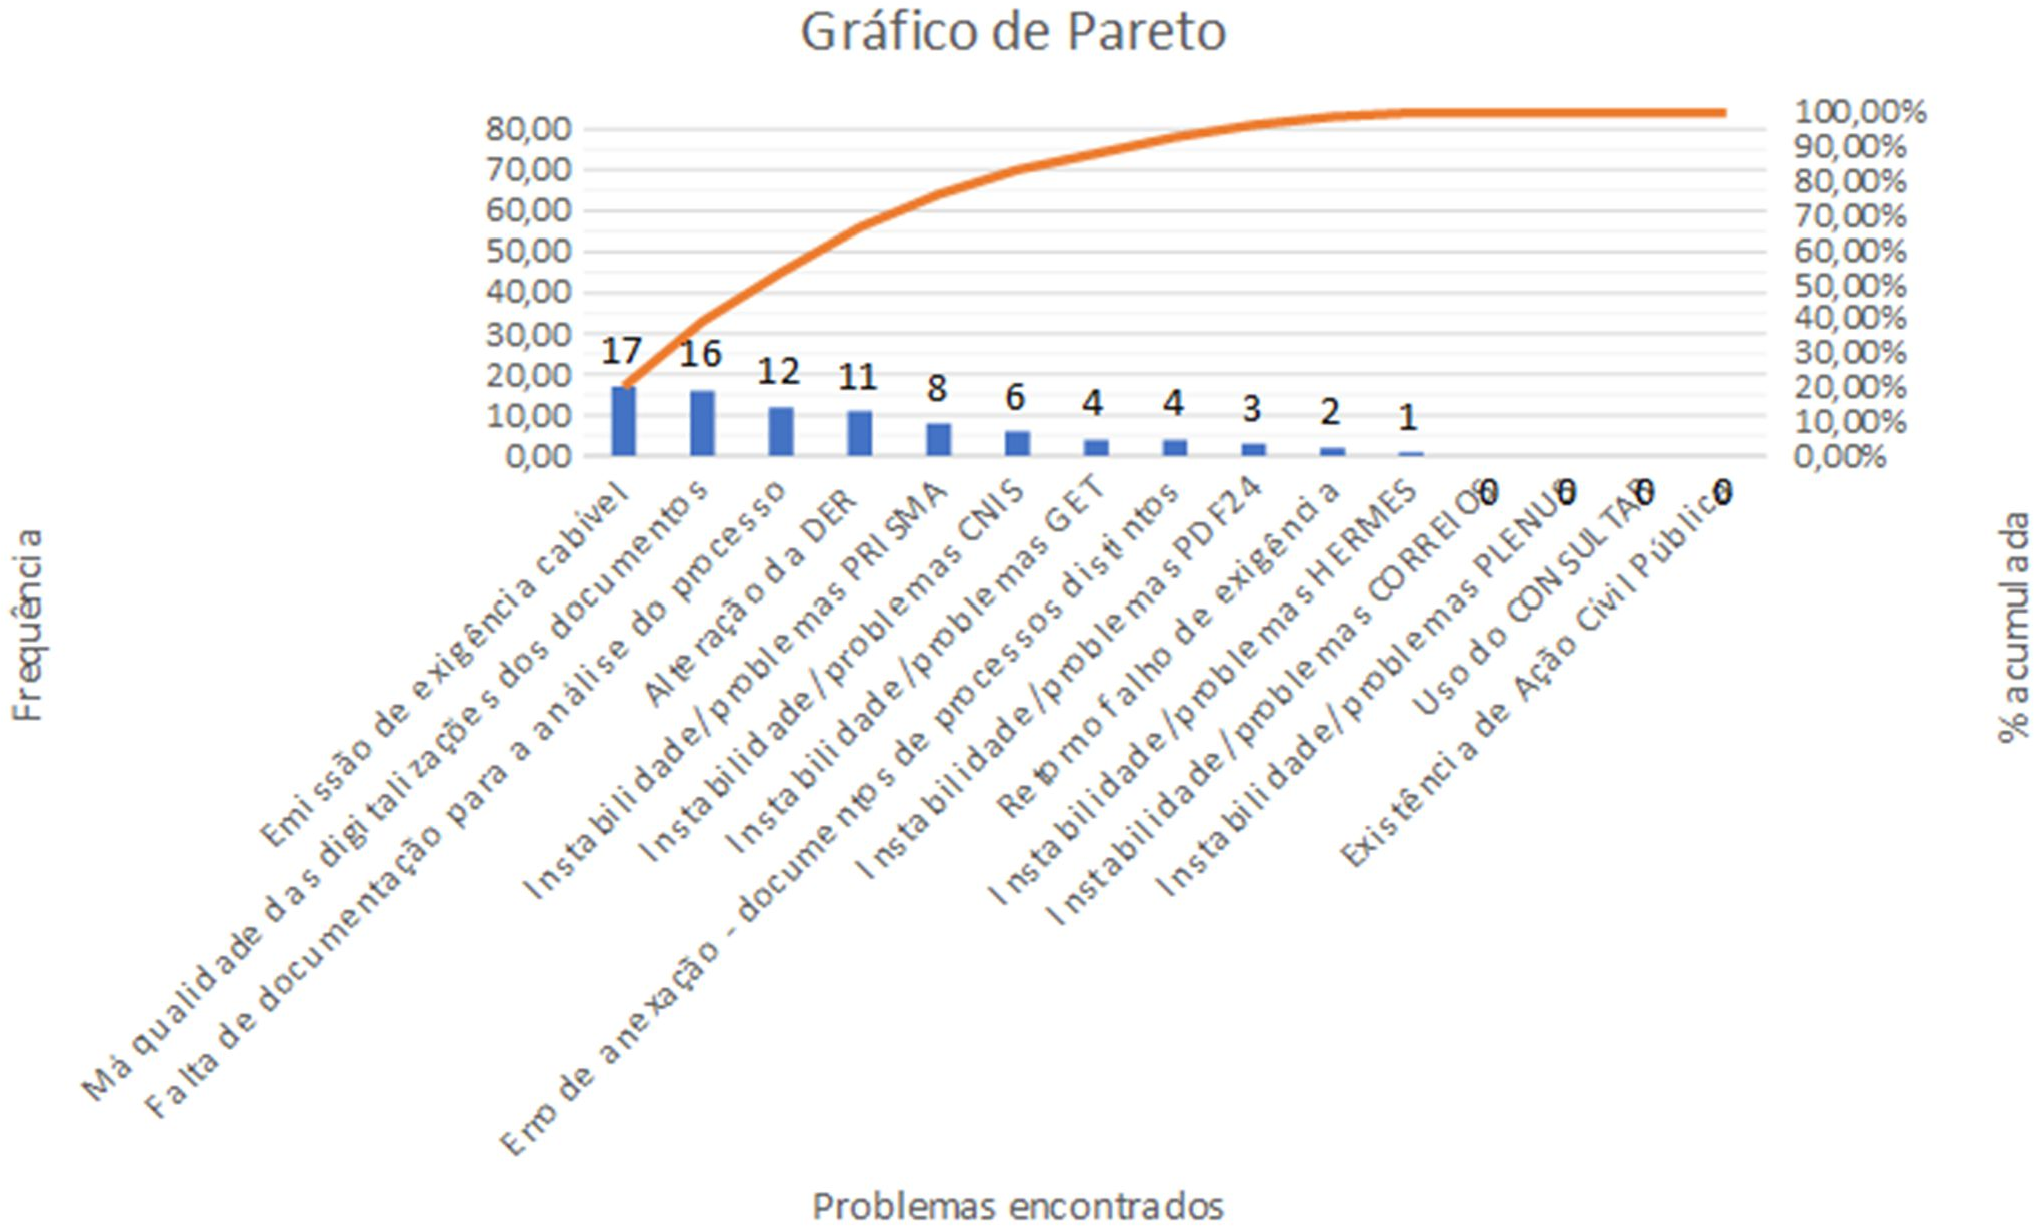 Gráfico de Pareto
80,00
70,00
60,00
50,00
40,00
30,00
20,00
10,00
0,00
100,00%
90,00%
80,00%
70,00%
60,00%
50,00%
40,00%
30,00%
20,00%
10,00%
0,00%
17
16
12
11
8
6
4
4
3
2
1
0
0
0
0
Frequência
% acumulada
Emissão de exigência cabível
Má qualidade das digitalizações dos documentos
Falta de documentação para a análise do processo
Alteração da DER
Instabilidade/problemas PRISMA
Instabilidade/problemas CNIS
Instabilidade/problemas GET
Erro de anexação - documentos de processos distintos
Instabilidade/problemas PDF24
Retorno falho de exigência
Instabilidade/problemas HERMES
Instabilidade/problemas CORREIOS
Instabilidade/problemas PLENUS
Uso do CONSULTAR
Existência de Ação Civil Pública
Problemas encontrados